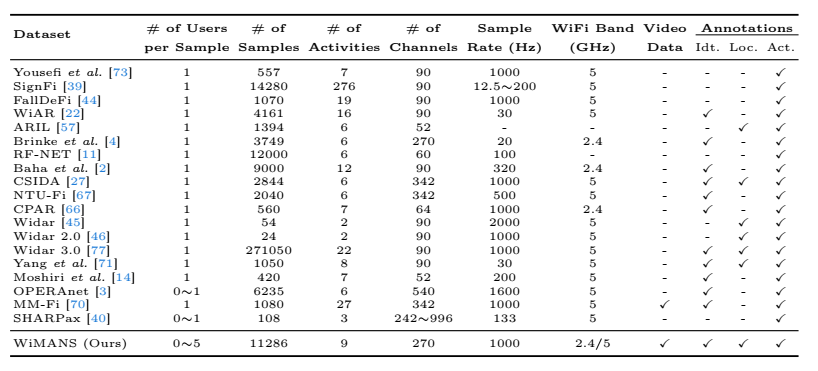 Dataset # of Users # of # of # of Sample WiFi Band Video Annotations
per Sample Samples Activities Channels Rate (Hz) (GHz) Data Idt. Loc. Act.
Yousefi et al. [73] 1 557 7 90 1000 5 - - - ✓
SignFi [39] 1 14280 276 90 12.5~200 5 - - - ✓
FallDeFi [44] 1 1070 19 90 1000 5 - - - ✓
WiAR [22] 1 4161 16 90 30 5 - ✓ - ✓
ARIL [57] 1 1394 6 52 - - - - ✓ ✓
Brinke et al. [4] 1 3749 6 270 20 2.4 - ✓ - ✓
RF-NET [11] 1 12000 6 60 100 - - - - ✓
Baha et al. [2] 1 9000 12 90 320 2.4 - ✓ - ✓
CSIDA [27] 1 2844 6 342 1000 5 - ✓ ✓ ✓
NTU-Fi [67] 1 2040 6 342 500 5 - ✓ - ✓
CPAR [66] 1 560 7 64 1000 2.4 - ✓ - ✓
Widar [45] 1 54 2 90 2000 5 - - ✓ ✓
Widar 2.0 [46] 1 24 2 90 1000 5 - - ✓ ✓
Widar 3.0 [77] 1 271050 22 90 1000 5 - ✓ ✓ ✓
Yang et al. [71] 1 1050 8 90 30 5 - ✓ ✓ ✓
Moshiri et al. [14] 1 420 7 52 200 5 - ✓ - ✓
OPERAnet [3] 0~1 6235 6 540 1600 5 - ✓ - ✓
MM-Fi [70] 1 1080 27 342 1000 5 ✓ ✓ - ✓
SHARPax [40] 0~1 108 3 242~996 133 5 - - - ✓
WiMANS (Ours) 0~5 11286 9 270 1000 2.4/5 ✓ ✓ ✓ ✓